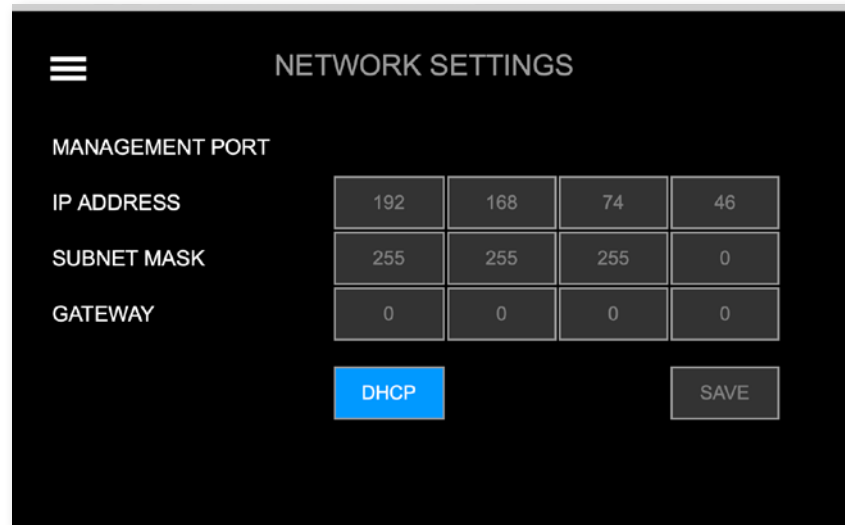 NETWORK SETTINGS
MANAGEMENT PORT
IP ADDRESS 192 168 74 46
SUBNET MASK 255 255 255 0
GATEWAY 0 0 0 0
DHCP SAVE